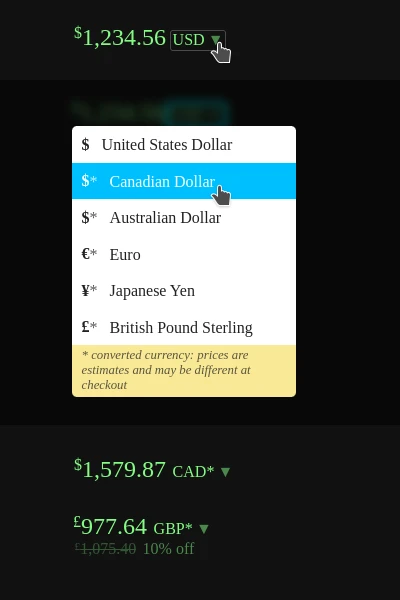 $1,234.56 USD ▼
$ United States Dollar
$* Canadian Dollar
$* Australian Dollar
€* Euro
¥* Japanese Yen
£* British Pound Sterling
* converted currency: prices are
estimates and may be different at
checkout
$1,579.87 CAD* ▼
£977.64 GBP* ▼
£1,075.40 10% off